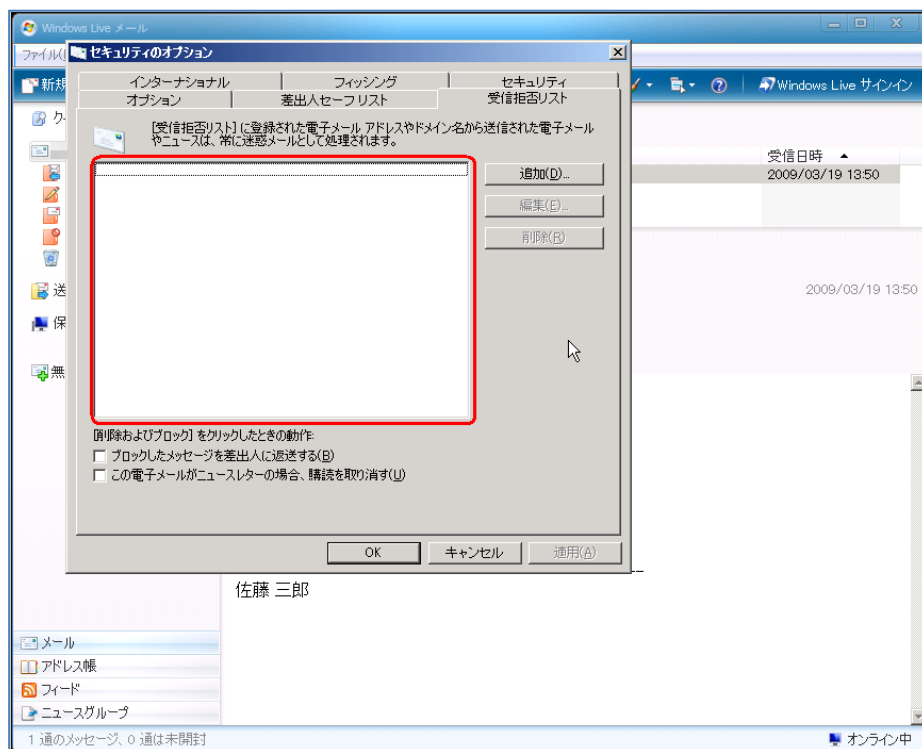 Windows Live メール
ファイル(
セキュリティのオプション
新規
Windows Live サインイン
インターナショナル
フィッシング
セキュリティ
オプション
差出人セーフ リスト
受信拒否リスト
[受信拒否リスト] に登録された電子メール アドレスやドメイン名から送信された電子メール
やニュースは、常に迷惑メールとして処理されます。
追加(D)...
編集(E)...
削除(R)
受信日時
2009/03/19 13:50
送
2009/03/19 13:50
保
無
[削除およびブロック] をクリックしたときの動作:
ブロックしたメッセージを差出人に返送する(B)
この電子メールがニュースレターの場合、購読を取り消す(U)
OK
キャンセル
適用(A)
佐藤 三郎
メール
アドレス帳
フィード
ニュースグループ
1 通のメッセージ、0 通は未開封
オンライン中